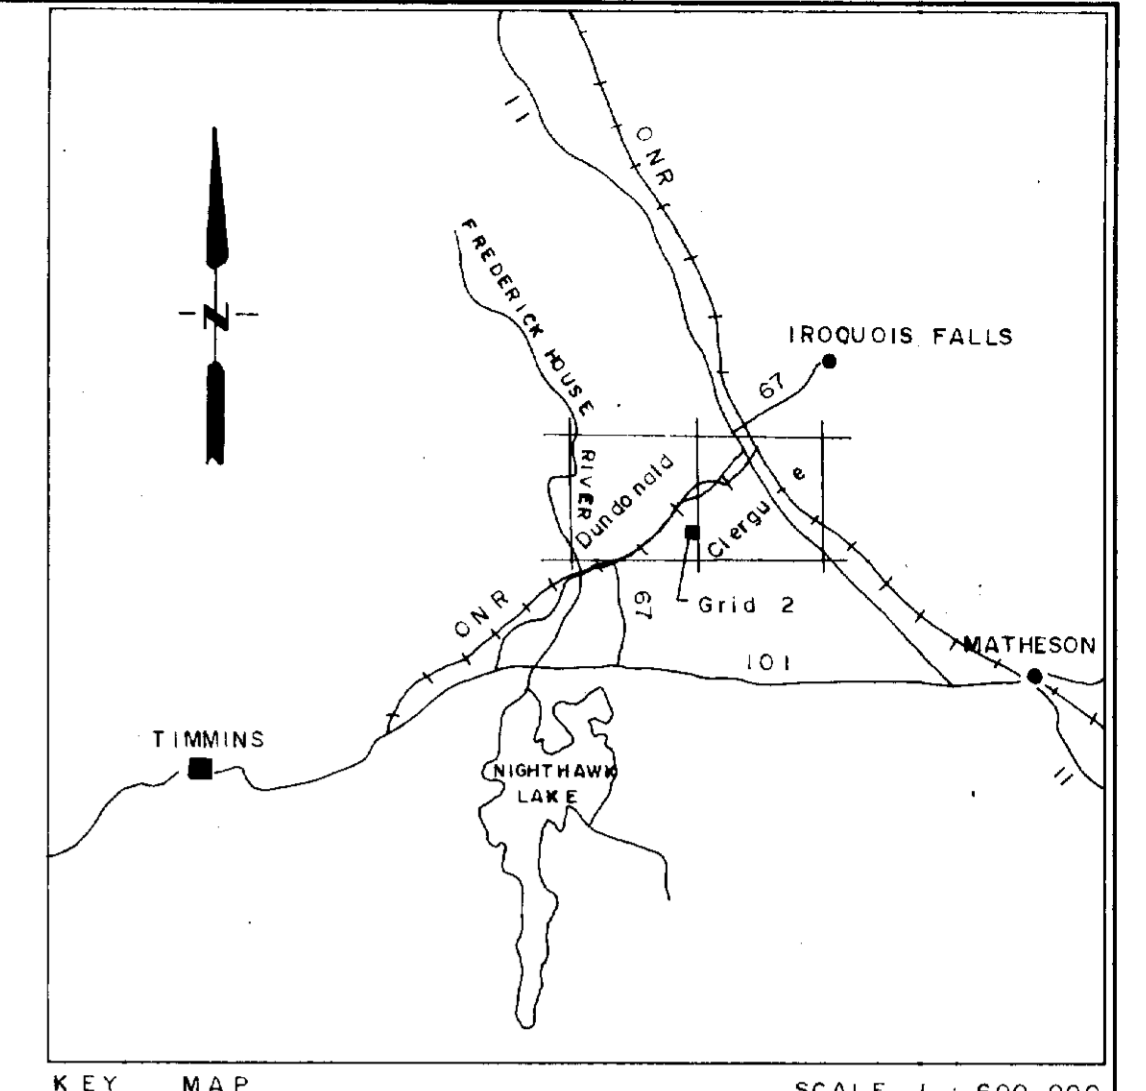 11
ONR
FREDERICK HOUSE RIVER
N
IROQUOIS FALLS
67
Dundonald
Clergue
Grid 2
ONR
67
101
MATHESON
TIMMINS
NIGHTHAWK
LAKE
11
KEY MAP